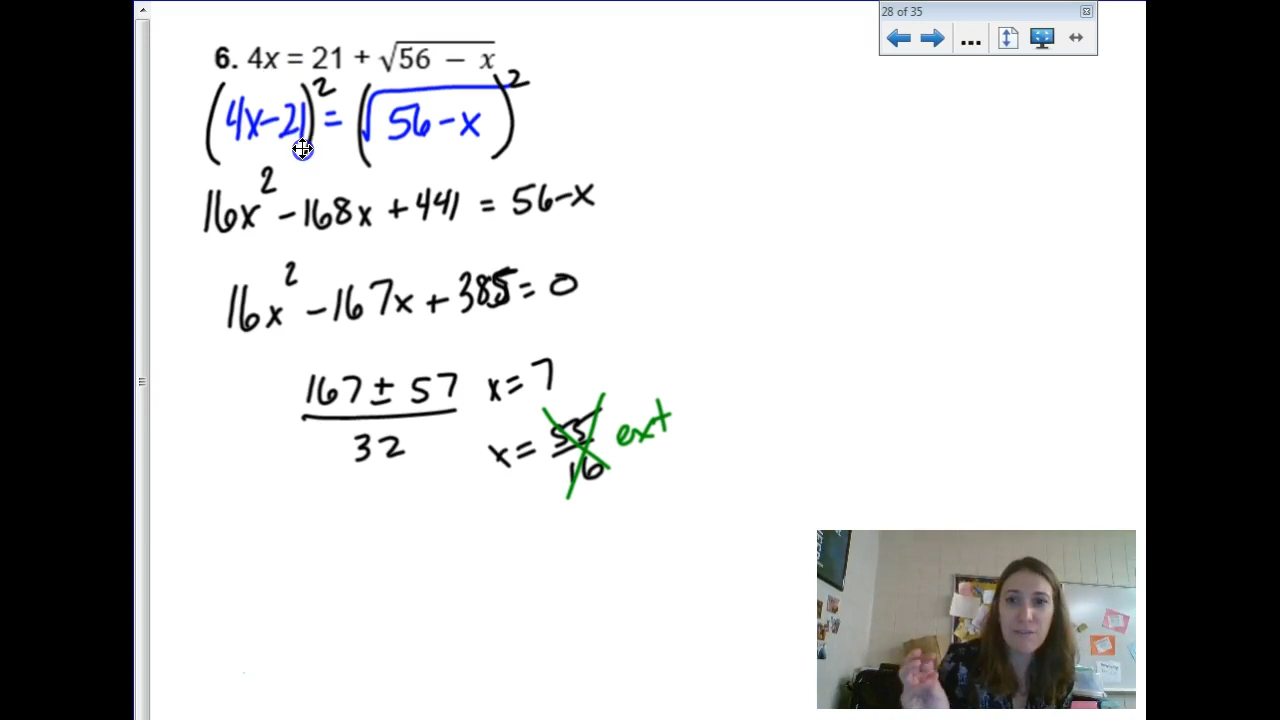 28 of 35
6. 4x = 21 + √56 − x
(4x−21)² = (√56−x)²
16x² −168x + 441 = 56−x
16x² −167x + 385 = 0
167 ± 57 x = 7
32
x = 55/16 ext